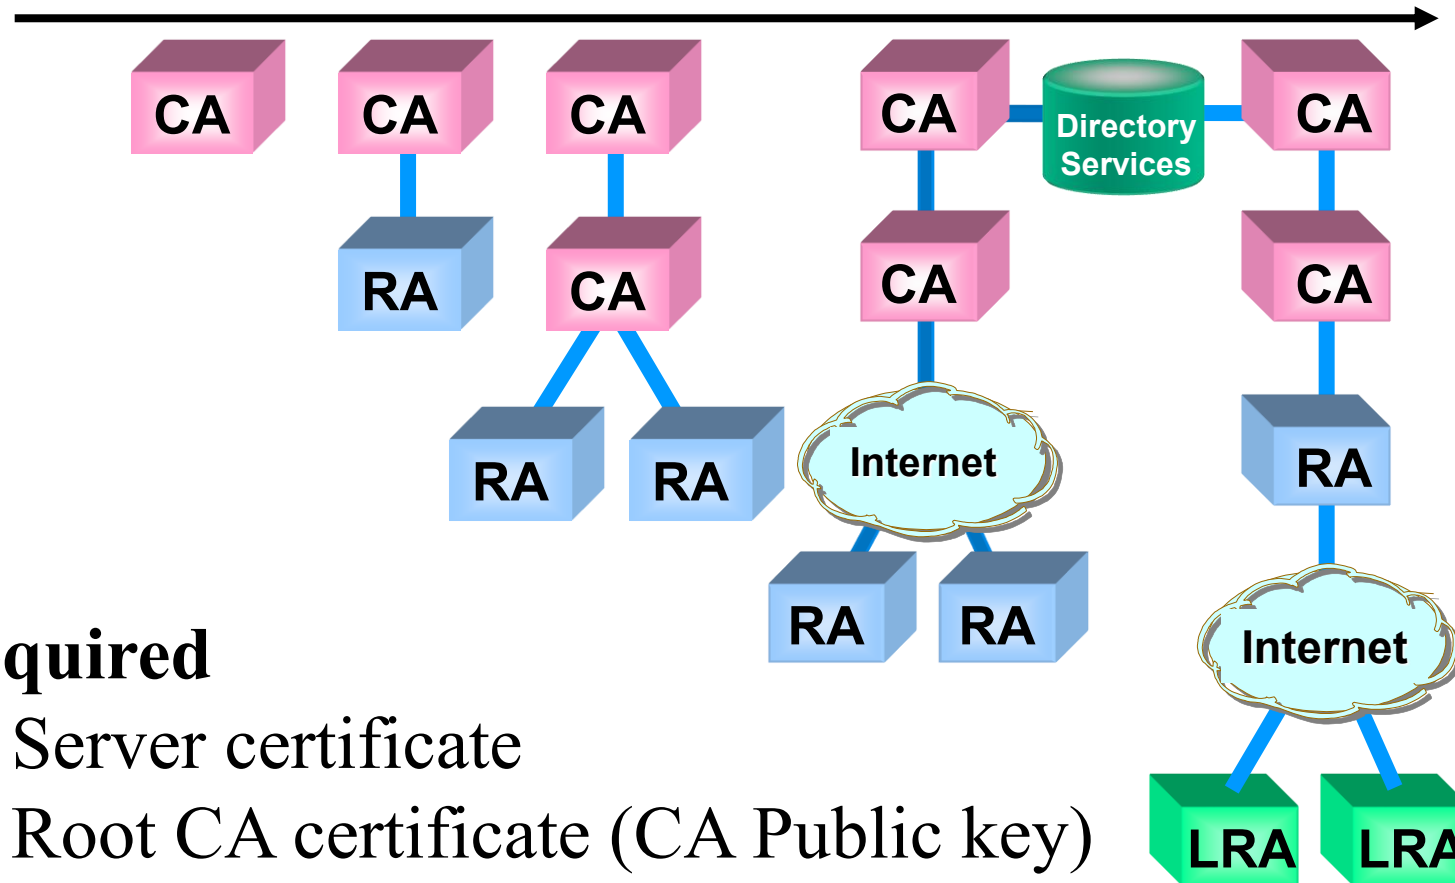 CA
CA
CA
CA
Directory
Services
CA
RA
CA
CA
CA
RA
RA
Internet
RA
RA
RA
Internet
quired
Server certificate
Root CA certificate (CA Public key)
LRA
LRA